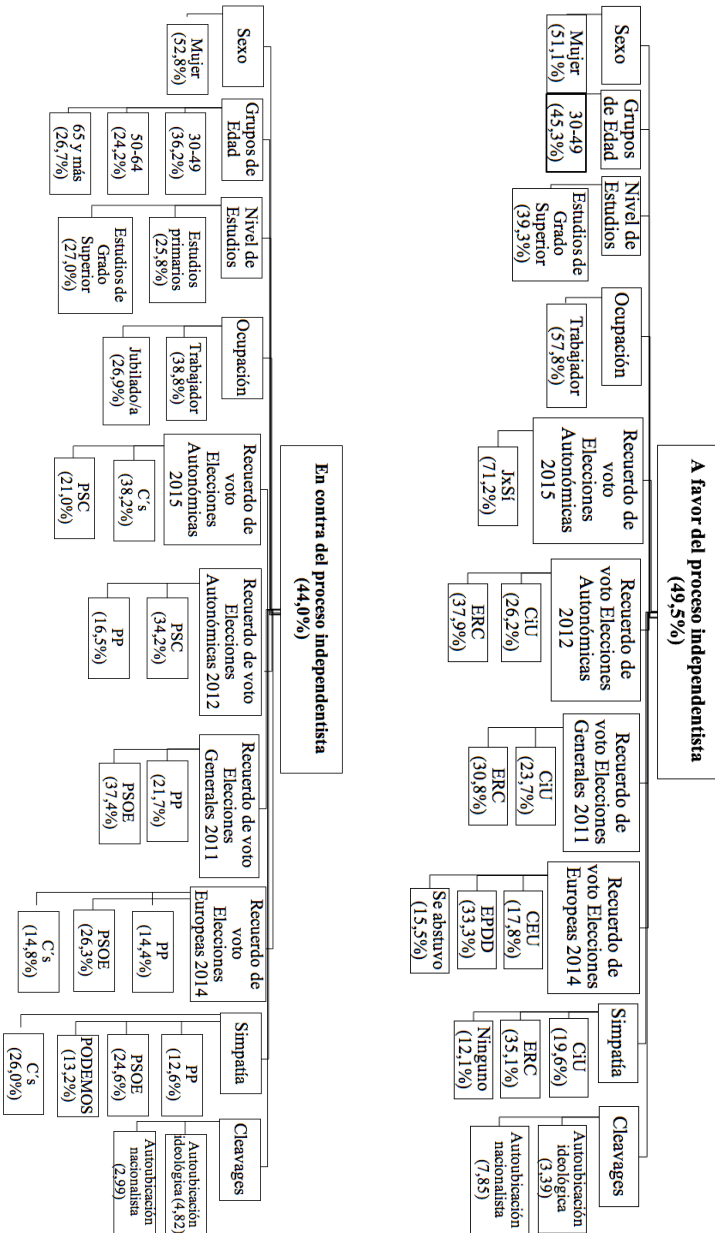 A favor del proceso independentista
(49,5%)
Sexo
Mujer
(51,1%)
Grupos
de Edad
30-49
(45,3%)
Nivel de
Estudios
Estudios de
Grado
Superior
(39,3%)
Ocupación
Trabajador
(57,8%)
Recuerdo de
voto
Elecciones
Autonómicas
2015
JxSí
(71,2%)
Recuerdo de
voto Elecciones
Autonómicas
2012
CiU
(26,2%)
ERC
(37,9%)
Recuerdo de
voto Elecciones
Generales 2011
CiU
(23,7%)
ERC
(30,8%)
Recuerdo de
voto Elecciones
Europeas 2014
CEU
(17,8%)
EPDD
(33,3%)
Se abstuvo
(15,5%)
Simpatía
CiU
(19,6%)
ERC
(35,1%)
Ninguno
(12,1%)
Cleavages
Autoubicación
ideológica
(3,39)
Autoubicación
nacionalista
(7,85)
En contra del proceso independentista
(44,0%)
Sexo
Mujer
(52,8%)
Grupos de
Edad
30-49
(36,2%)
50-64
(24,2%)
65 y más
(26,7%)
Nivel de
Estudios
Estudios
primarios
(25,8%)
Estudios de
Grado
Superior
(27,0%)
Ocupación
Trabajador
(38,8%)
Jubilado/a
(26,9%)
Recuerdo de
voto
Elecciones
Autonómicas
2015
C´s
(38,2%)
PSC
(21,0%)
Recuerdo de voto
Elecciones
Autonómicas 2012
PSC
(34,2%)
PP
(16,5%)
Recuerdo de voto
Elecciones
Generales 2011
PP
(21,7%)
PSOE
(37,4%)
Recuerdo de
voto
Elecciones
Europeas 2014
PP
(14,4%)
PSOE
(26,3%)
C´s
(14,8%)
Simpatía
PP
(12,6%)
PSOE
(24,6%)
PODEMOS
(13,2%)
C´s
(26,0%)
Cleavages
Autoubicación
ideológica (4,82)
Autoubicación
nacionalista
(2,99)